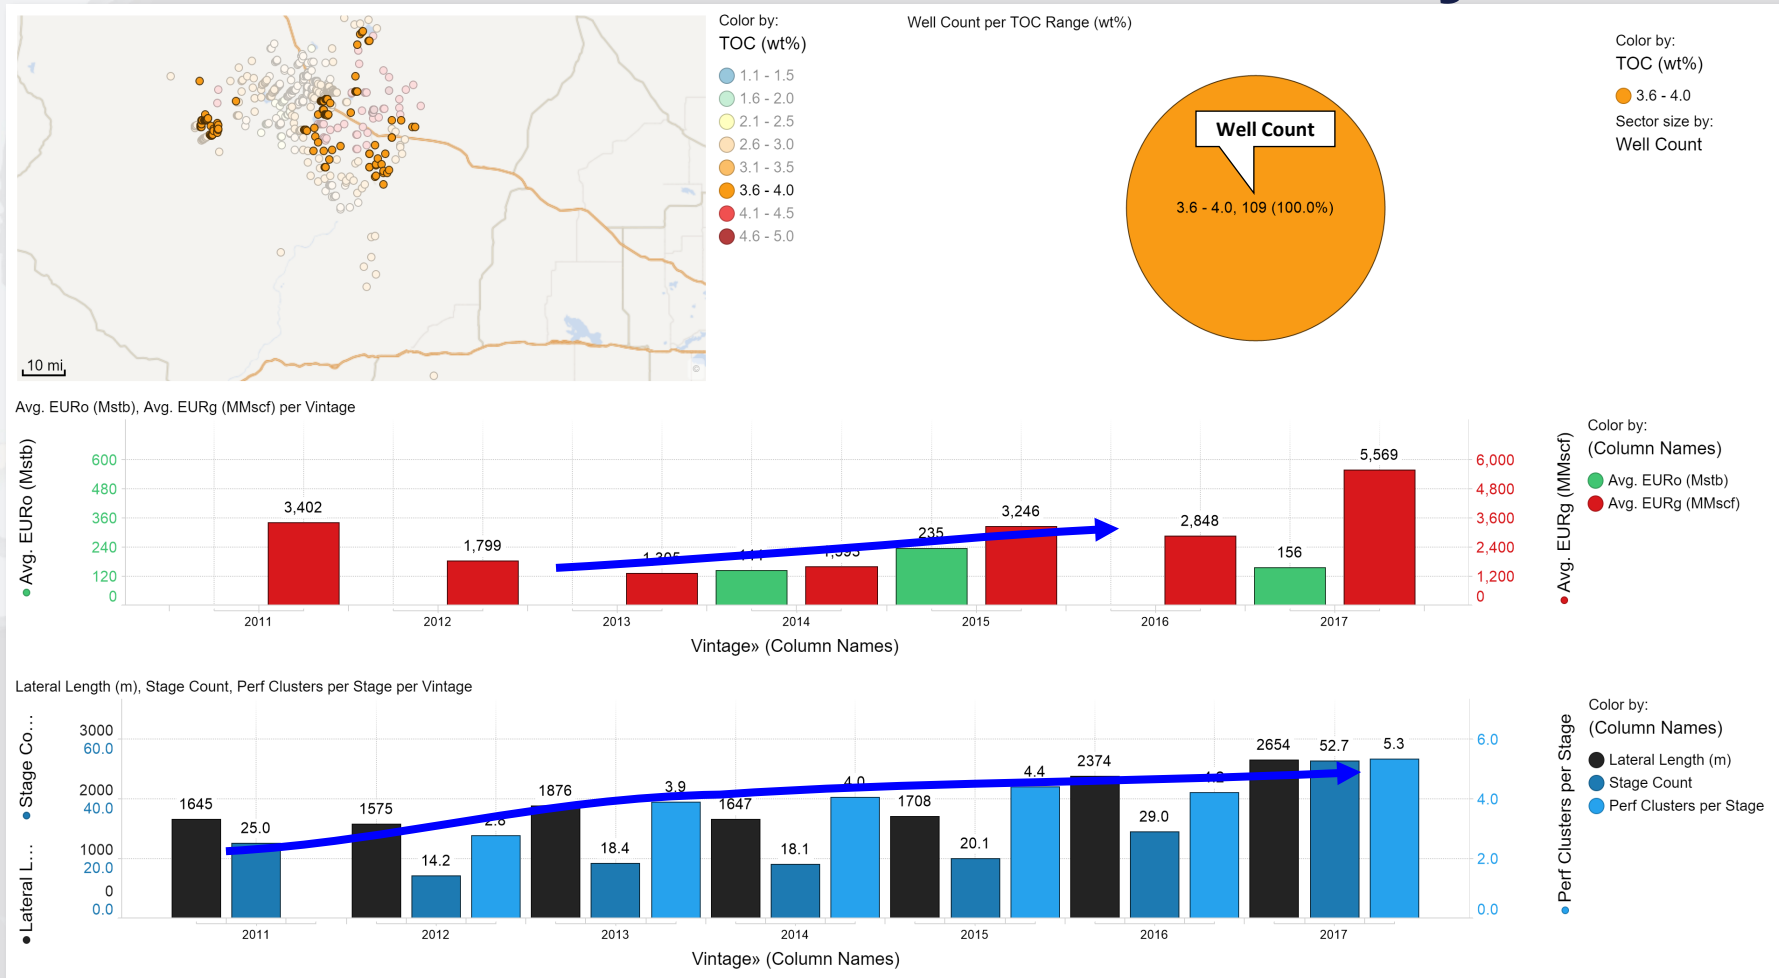 Color by:
TOC (wt%)
1.1 - 1.5
1.6 - 2.0
2.1 - 2.5
2.6 - 3.0
3.1 - 3.5
3.6 - 4.0
4.1 - 4.5
4.6 - 5.0
10 mi
Well Count per TOC Range (wt%)
Well Count
3.6 - 4.0, 109 (100.0%)
Color by:
TOC (wt%)
3.6 - 4.0
Sector size by:
Well Count
Avg. EURo (Mstb), Avg. EURg (MMscf) per Vintage
Avg. EURo (Mstb)
600
480
360
240
120
0
3,402
1,799
235
3,246
2,848
156
5,569
6,000
4,800
3,600
2,400
1,200
0
Avg. EURg (MMscf)
2011
2012
2013
2014
2015
2016
2017
Vintage» (Column Names)
Color by:
(Column Names)
Avg. EURo (Mstb)
Avg. EURg (MMscf)
Lateral Length (m), Stage Count, Perf Clusters per Stage per Vintage
Stage Co…
Lateral L…
3000
60.0
2000
40.0
1000
20.0
0
0.0
1645
25.0
1575
14.2
2.8
1876
18.4
3.9
1647
18.1
4.0
1708
20.1
4.4
2374
29.0
2654
52.7
5.3
6.0
4.0
2.0
0.0
Perf Clusters per Stage
2011
2012
2013
2014
2015
2016
2017
Vintage» (Column Names)
Color by:
(Column Names)
Lateral Length (m)
Stage Count
Perf Clusters per Stage